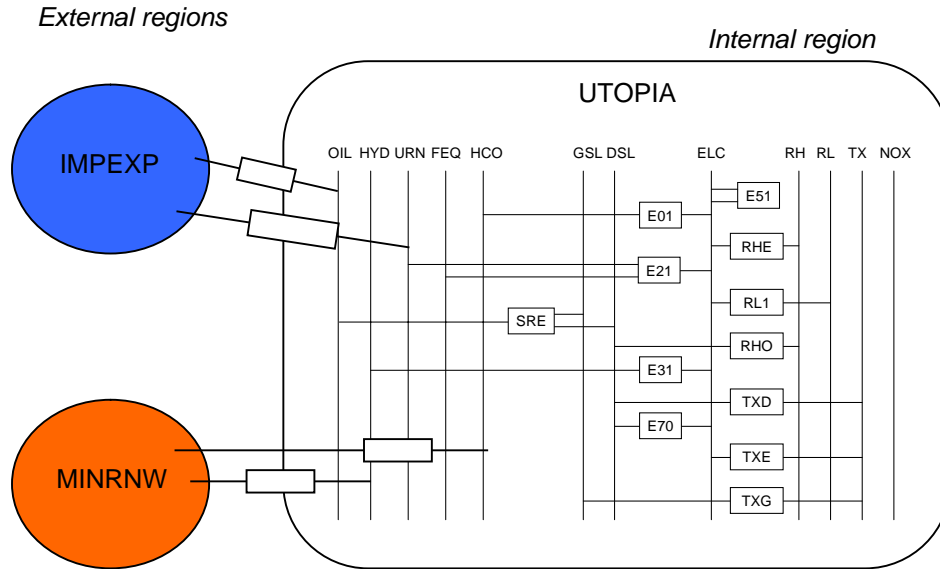 External regions
Internal region
UTOPIA
IMPEXP
OIL HYD URN FEQ HCO GSL DSL ELC RH RL TX NOX
E51
E01
RHE
E21
RL1
SRE
RHO
E31
TXD
E70
TXE
MINRNW
TXG